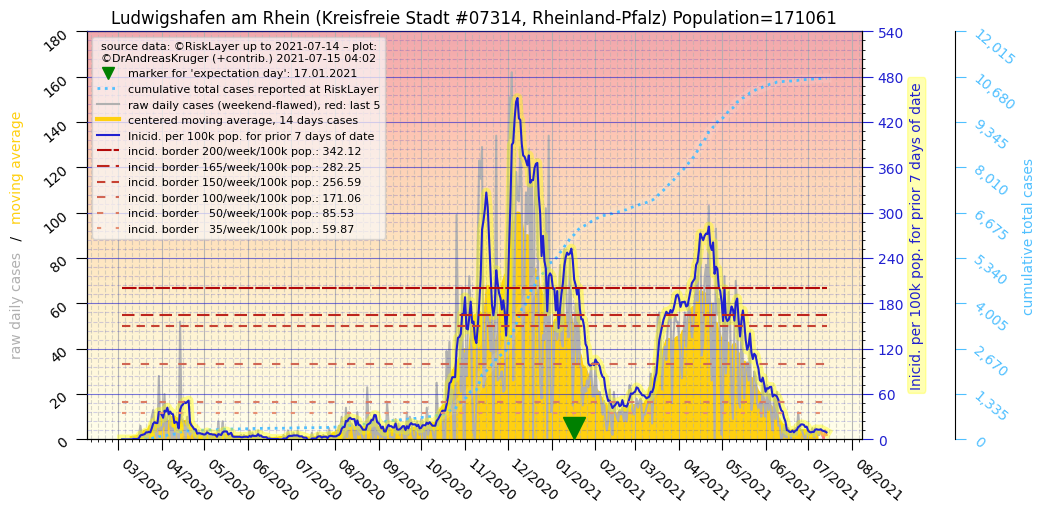 Ludwigshafen am Rhein (Kreisfreie Stadt #07314, Rheinland-Pfalz) Population=171061
source data: ©RiskLayer up to 2021-07-14 – plot:
©DrAndreasKruger (+contrib.) 2021-07-15 04:02
marker for 'expectation day': 17.01.2021
cumulative total cases reported at RiskLayer
raw daily cases (weekend-flawed), red: last 5
centered moving average, 14 days cases
Inicid. per 100k pop. for prior 7 days of date
incid. border 200/week/100k pop.: 342.12
incid. border 165/week/100k pop.: 282.25
incid. border 150/week/100k pop.: 256.59
incid. border 100/week/100k pop.: 171.06
incid. border 50/week/100k pop.: 85.53
incid. border 35/week/100k pop.: 59.87
raw daily cases / moving average
180
160
140
120
100
80
60
40
20
0
03/2020
04/2020
05/2020
06/2020
07/2020
08/2020
09/2020
10/2020
11/2020
12/2020
01/2021
02/2021
03/2021
04/2021
05/2021
06/2021
07/2021
08/2021
540
480
420
360
300
240
180
120
60
0
Inicid. per 100k pop. for prior 7 days of date
12,015
10,680
9,345
8,010
6,675
5,340
4,005
2,670
1,335
0
cumulative total cases